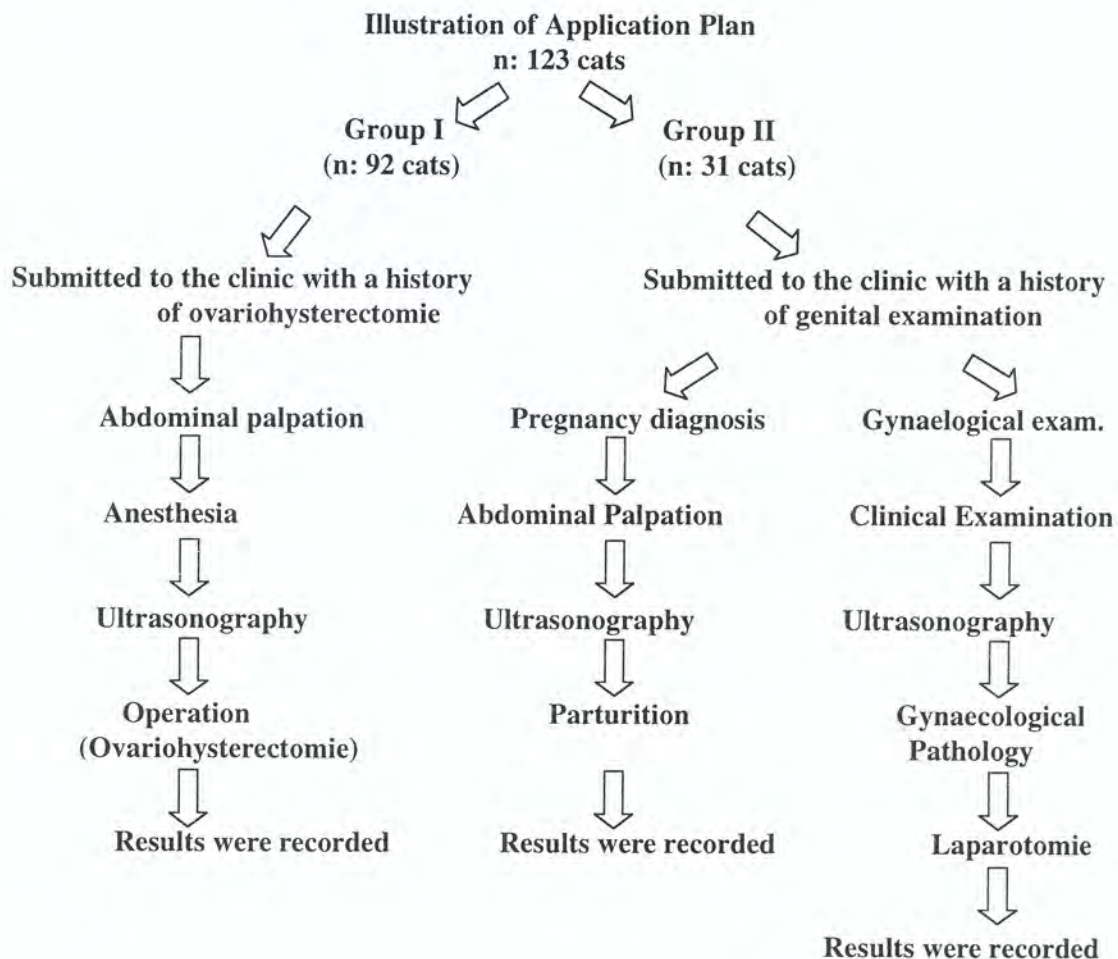 Illustration of Application Plan
n: 123 cats
Group I
(n: 92 cats)
Group II
(n: 31 cats)
Submitted to the clinic with a history
of ovariohysterectomie
Submitted to the clinic with a history
of genital examination
Abdominal palpation
Pregnancy diagnosis
Gynaelogical exam.
Anesthesia
Abdominal Palpation
Clinical Examination
Ultrasonography
Ultrasonography
Ultrasonography
Operation
(Ovariohysterectomie)
Parturition
Gynaecological
Pathology
Results were recorded
Results were recorded
Laparotomie
Results were recorded